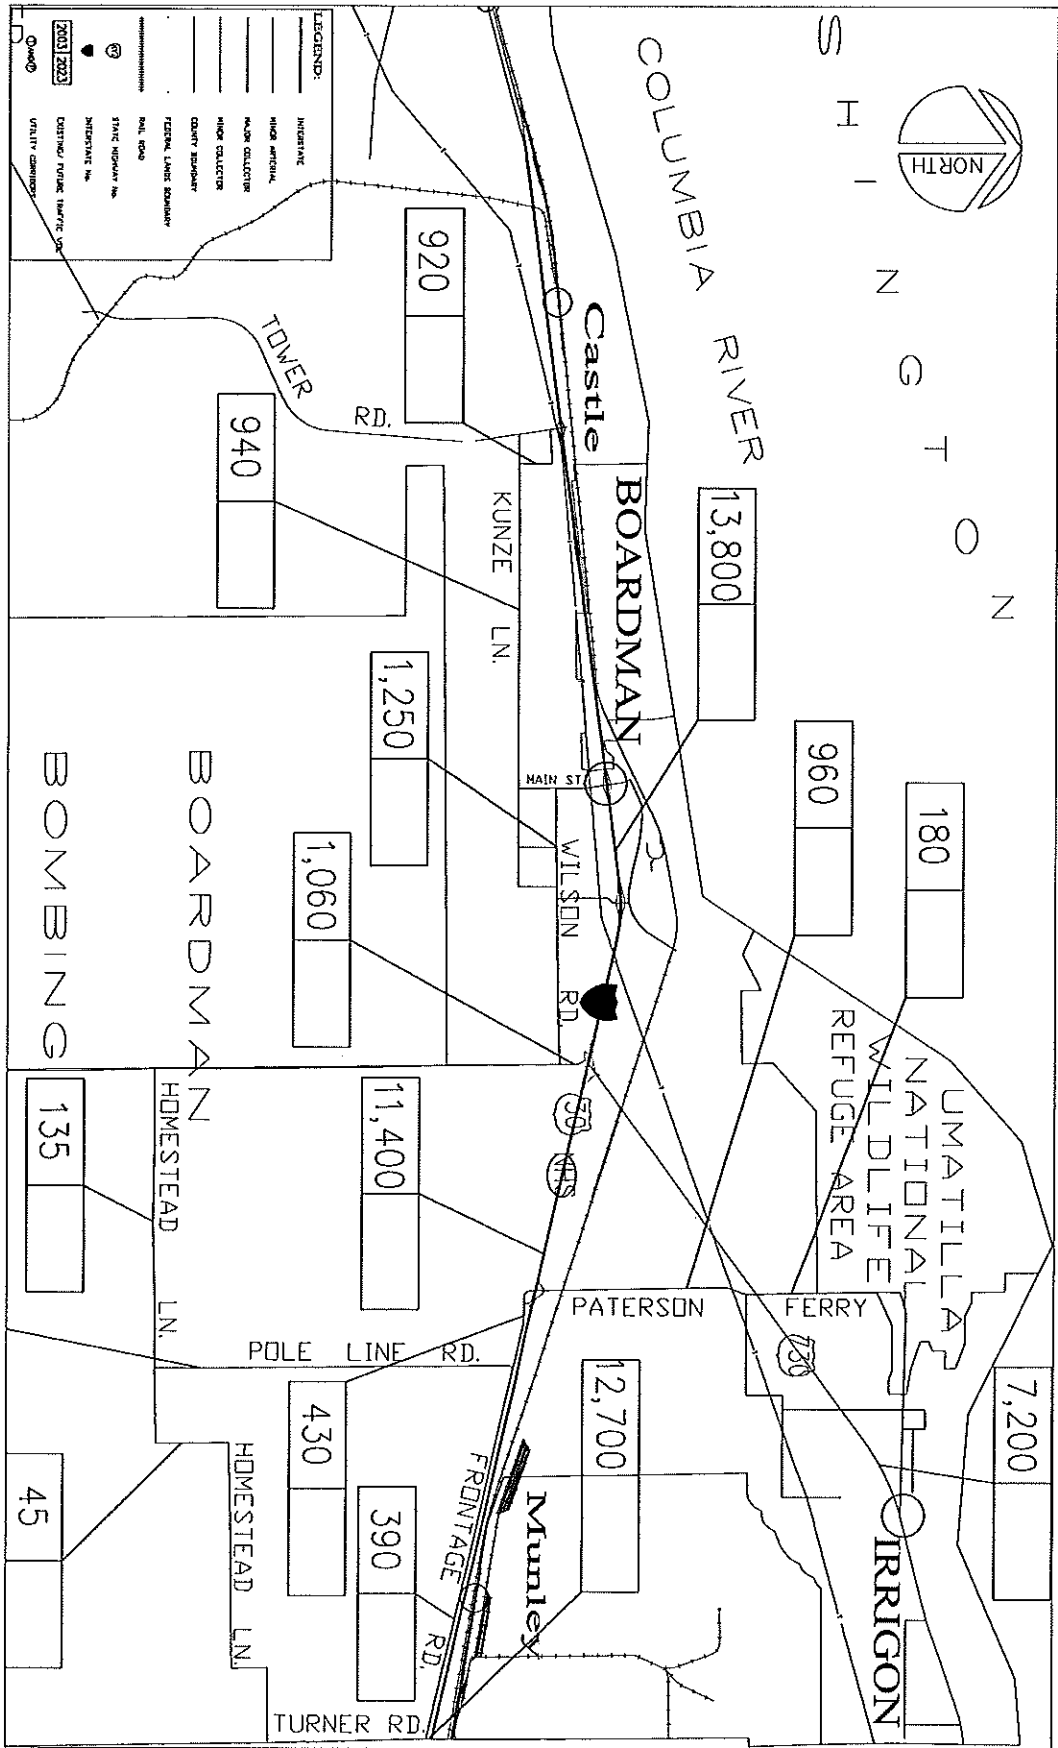 WASHINGTON
NORTH
COLUMBIA RIVER
LEGEND:
INTERSTATE
MINOR ARTERIAL
MAJOR COLLECTOR
MINOR COLLECTOR
COUNTY BOUNDARY
FEDERAL LANDS BOUNDARY
RAIL ROAD
STATE HIGHWAY No.
INTERSTATE No.
2003 2023
EXISTING/ FUTURE TRAFFIC VOL
UTILITY CORRIDORS
920
Castle
TOWER RD.
940
KUNZE LN.
BOARDMAN
13,800
1,250
MAIN ST.
WILSON RD.
960
180
1,060
BOARDMAN
BOMBING
UMATILLA
NATIONAL
WILDLIFE
REFUGE AREA
30
NHS
11,400
135
HOMESTEAD LN.
PATERSON FERRY
POLE LINE RD.
730
7,200
12,700
430
390
45
HOMESTEAD LN.
FRONTAGE RD.
Munley
IRRIGON
TURNER RD.